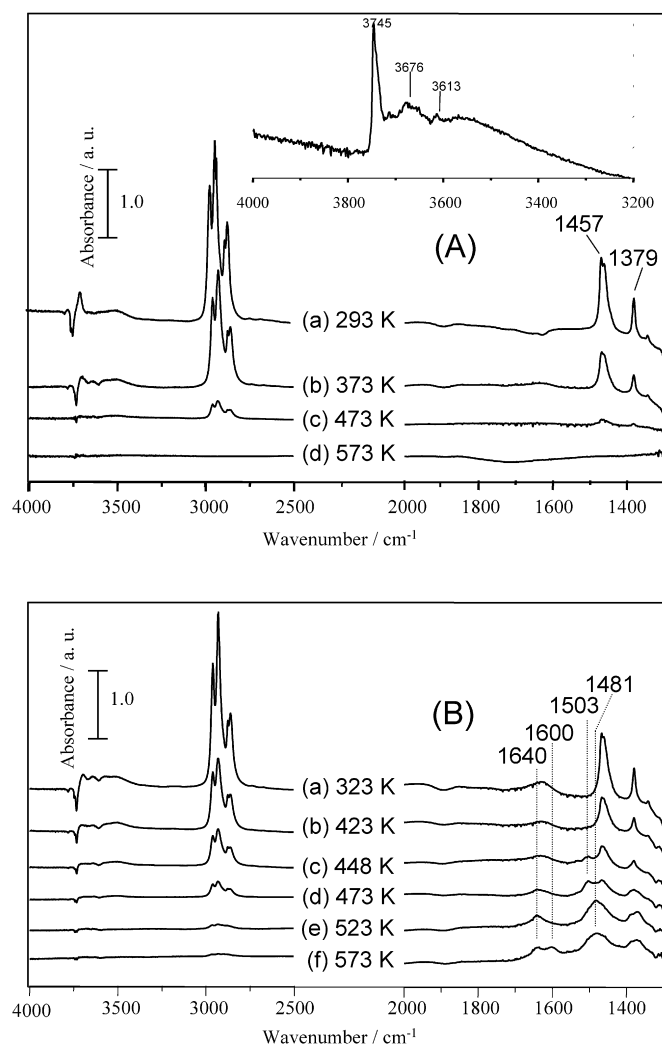 3745
3676
3613
4000 3800 3600 3400 3200
Absorbance / a. u.
1.0
(A)
1457
1379
(a) 293 K
(b) 373 K
(c) 473 K
(d) 573 K
4000 3500 3000 2500 2000 1800 1600 1400
Wavenumber / cm-1
Absorbance / a. u.
1.0
(B)
1481
1503
1600
1640
(a) 323 K
(b) 423 K
(c) 448 K
(d) 473 K
(e) 523 K
(f) 573 K
4000 3500 3000 2500 2000 1800 1600 1400
Wavenumber / cm-1